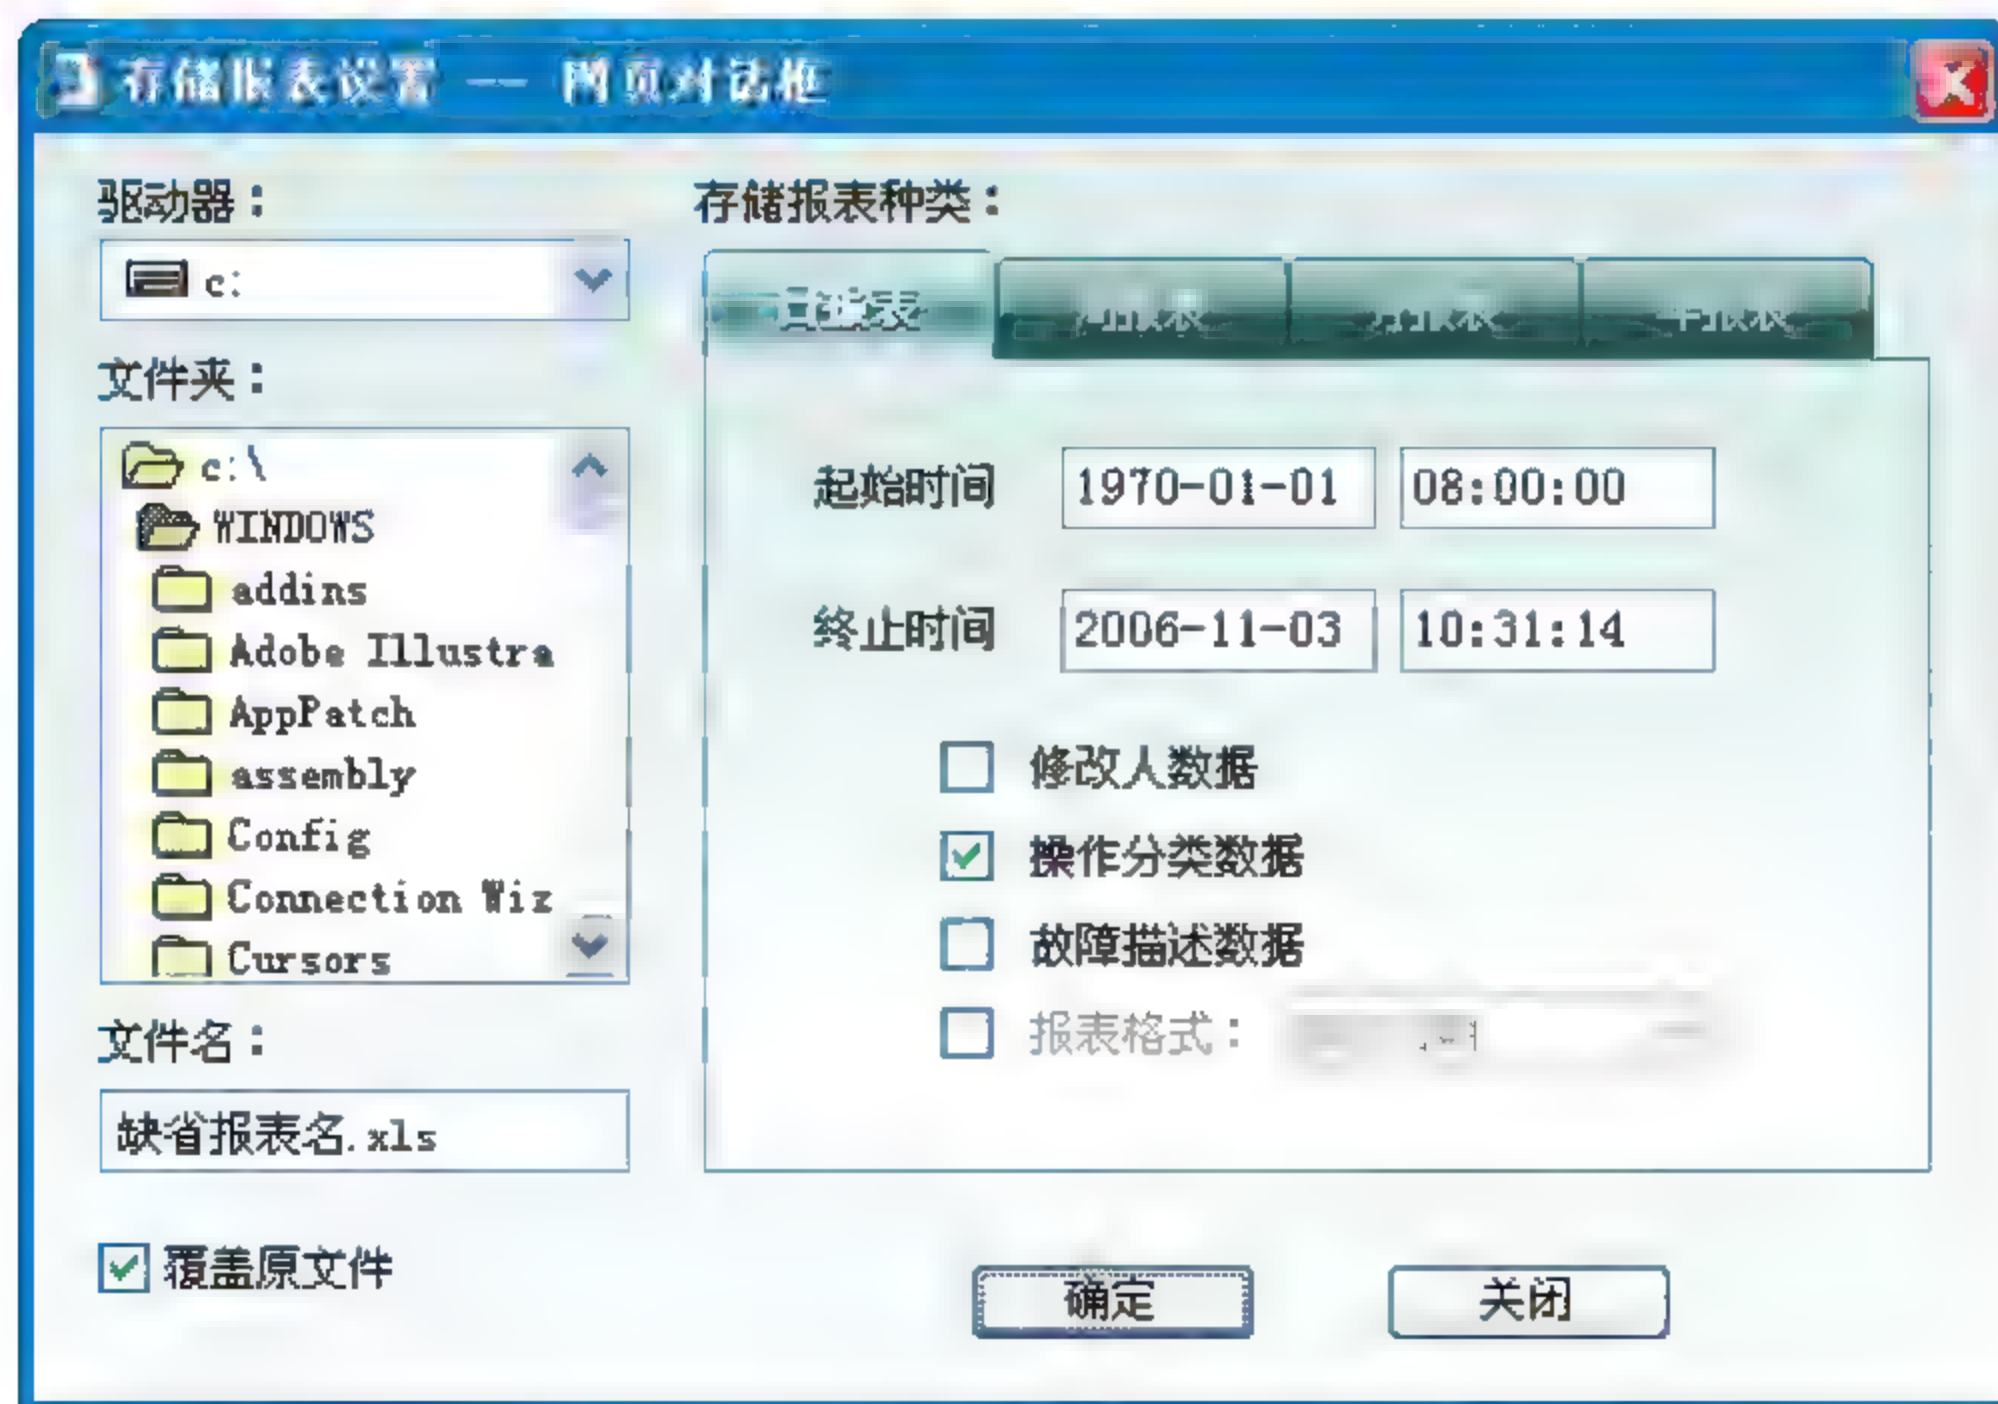 存储报表设置 -- 网页对话框
驱动器：
c:
文件夹：
c:\
WINDOWS
addins
Adobe Illustra
AppPatch
assembly
Config
Connection Wiz
Cursors
文件名：
缺省报表名.xls
覆盖原文件
存储报表种类：
起始时间 1970-01-01 08:00:00
终止时间 2006-11-03 10:31:14
修改人数据
操作分类数据
故障描述数据
报表格式：
确定 关闭